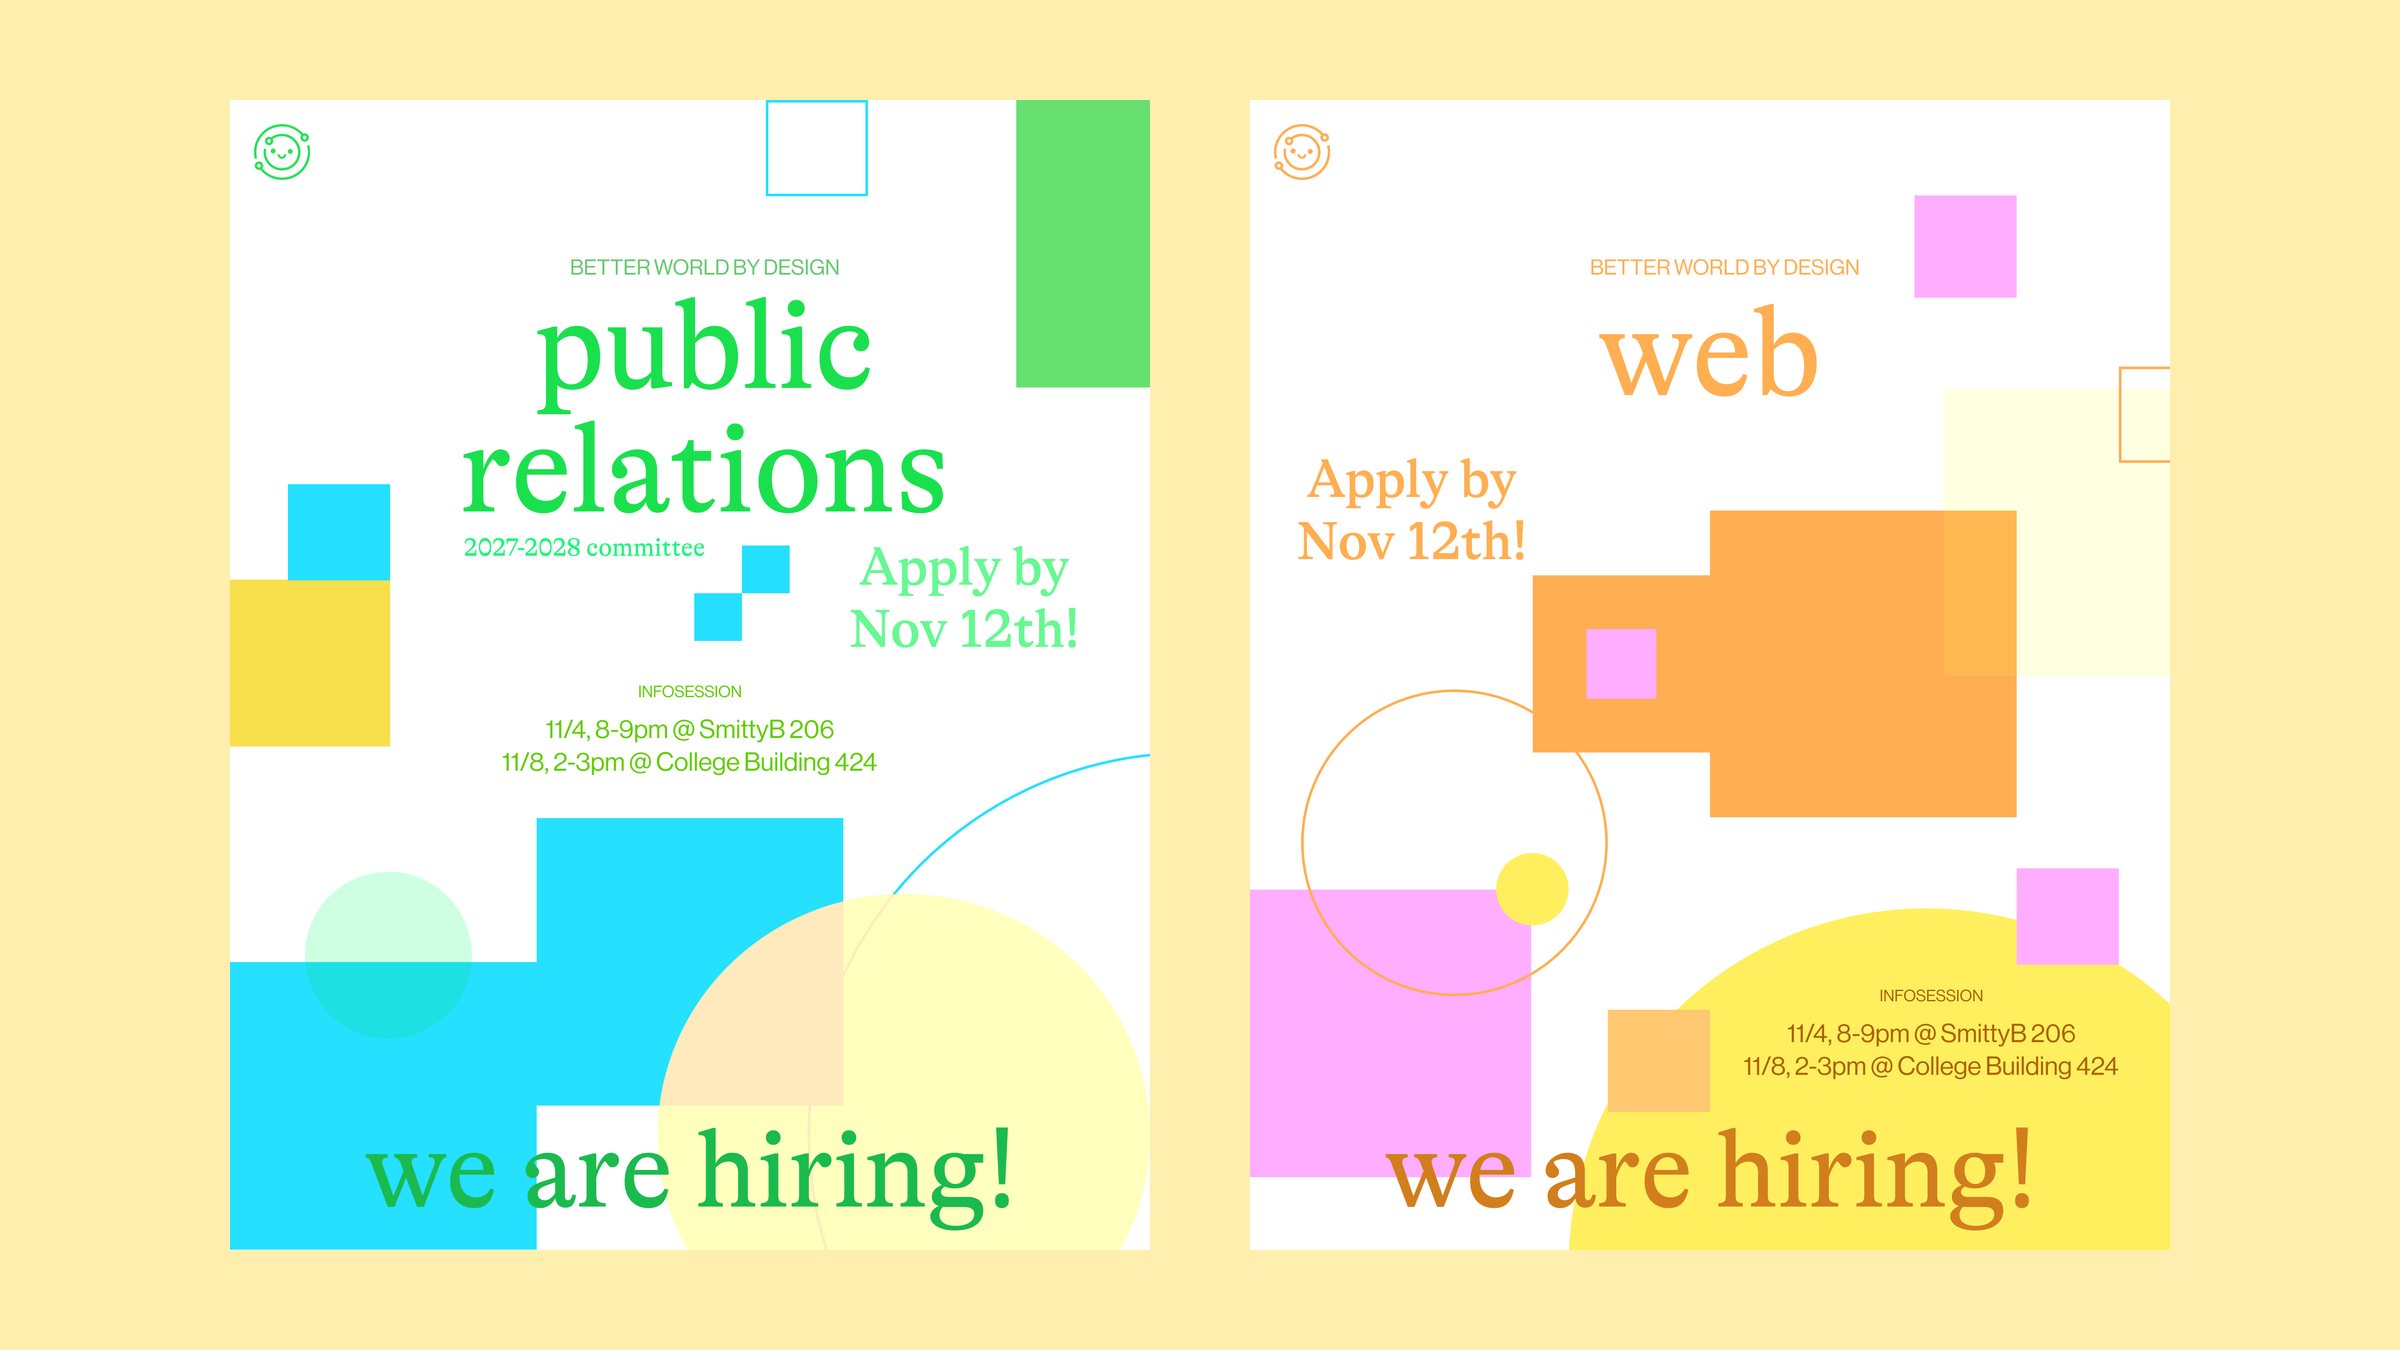 BETTER WORLD BY DESIGN
public
relations
2027-2028 committee
Apply by
Nov 12th!
INFOSESSION
11/4, 8-9pm @ SmittyB 206
11/8, 2-3pm @ College Building 424
we are hiring!
BETTER WORLD BY DESIGN
web
Apply by
Nov 12th!
INFOSESSION
11/4, 8-9pm @ SmittyB 206
11/8, 2-3pm @ College Building 424
we are hiring!